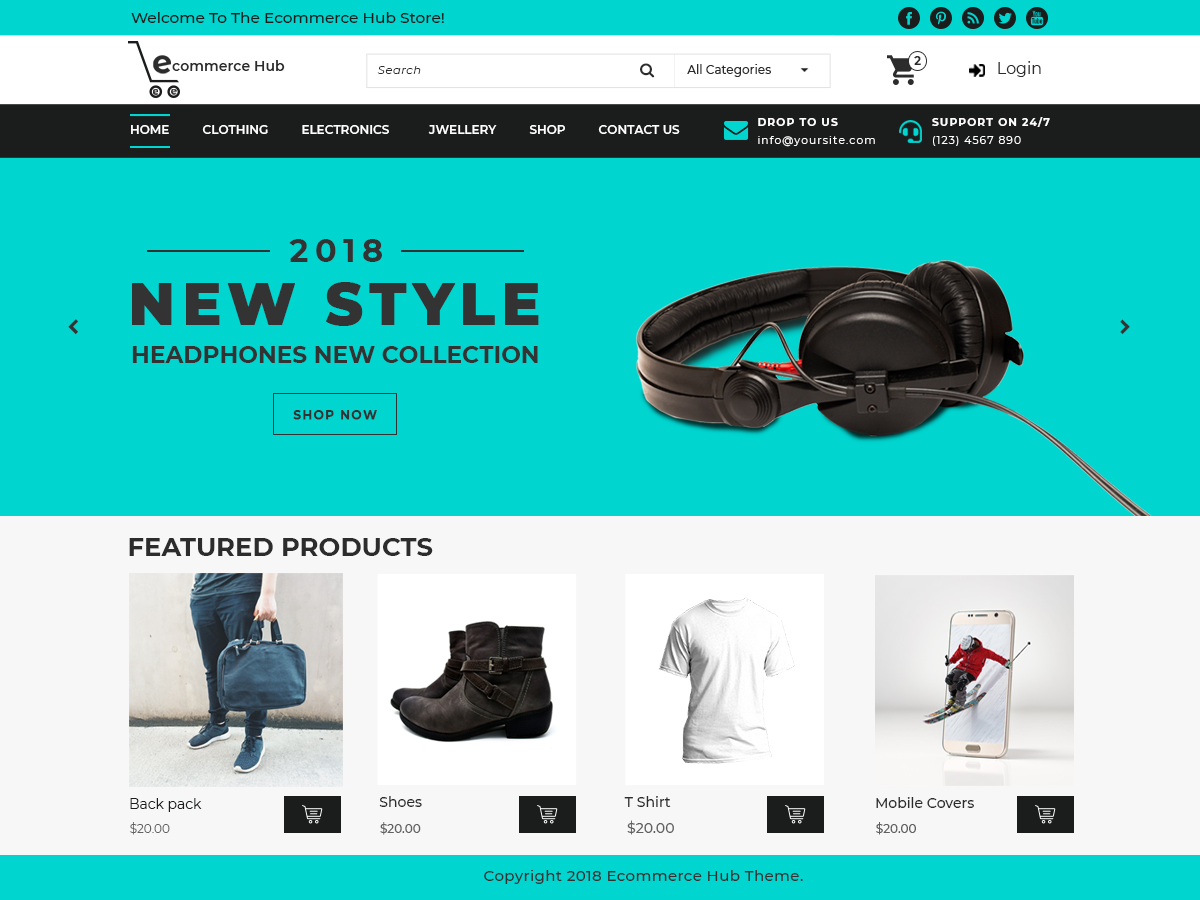 Welcome To The Ecommerce Hub Store!
You Tube
ecommerce Hub
Search
All Categories
2
Login
HOME CLOTHING ELECTRONICS JWELLERY SHOP CONTACT US
DROP TO US
info@yoursite.com
SUPPORT ON 24/7
(123) 4567 890
2018
NEW STYLE
HEADPHONES NEW COLLECTION
SHOP NOW
FEATURED PRODUCTS
Back pack
$20.00
Shoes
$20.00
T Shirt
$20.00
Mobile Covers
$20.00
Copyright 2018 Ecommerce Hub Theme.